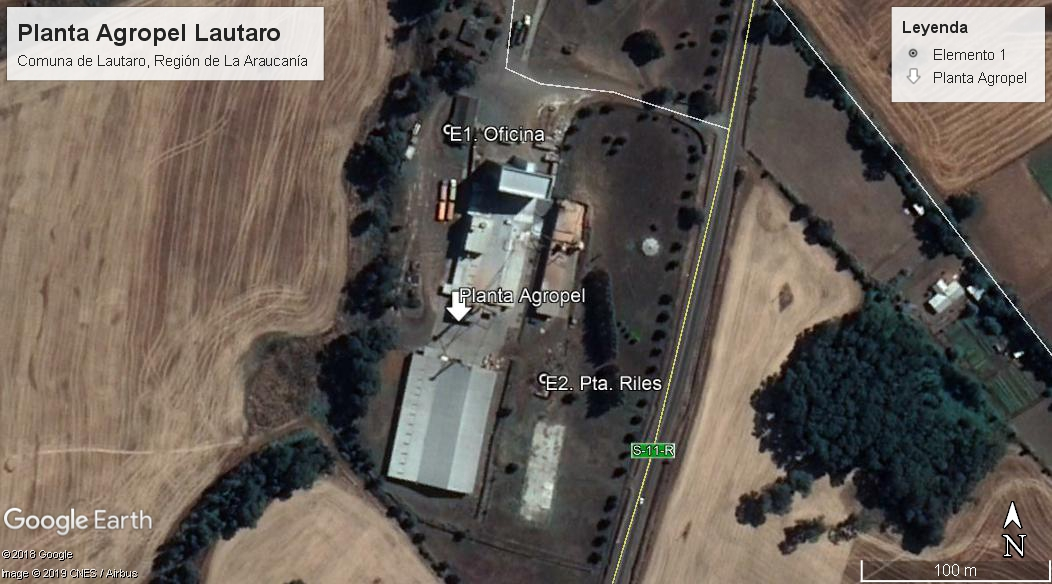 Planta Agropel Lautaro
Comuna de Lautaro, Región de La Araucanía
Leyenda
Elemento 1
Planta Agropel
E1. Oficina
Planta Agropel
E2. Pta. Riles
S-11-R
Google Earth
©2018 Google
Image © 2019 CNES / Airbus
N
100 m